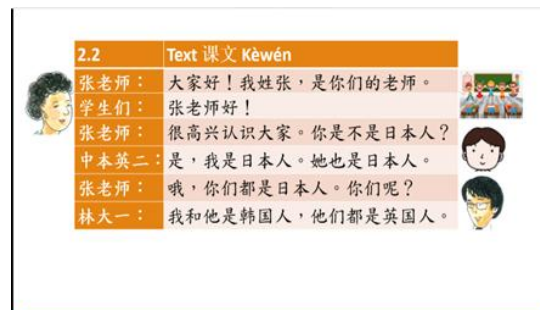 2.2 Text 课文 Kèwén
张老师： 大家好！我姓张，是你们的老师。
学生们： 张老师好！
张老师： 很高兴认识大家。你是不是日本人？
中本英二： 是，我是日本人。她也是日本人。
张老师： 哦，你们都是日本人。你们呢？
林大一： 我和他是韩国人，他们都是英国人。